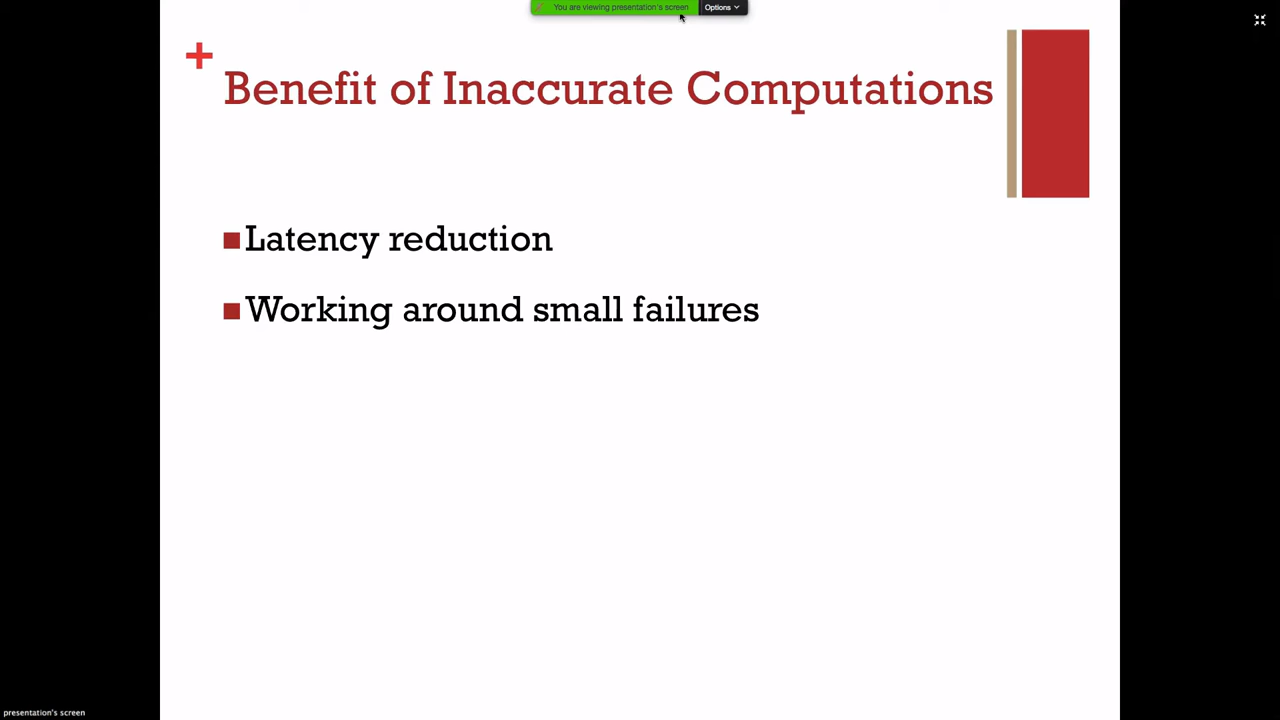 You are viewing presentation's screen Options
+
Benefit of Inaccurate Computations
Latency reduction
Working around small failures
presentation's screen